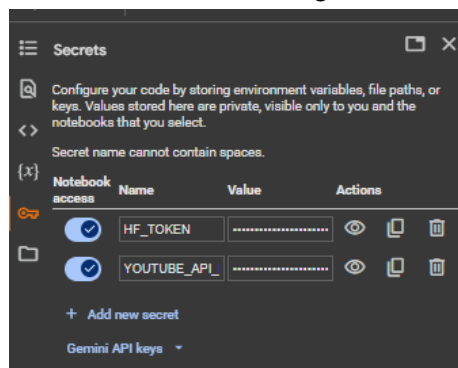 Secrets
Configure your code by storing environment variables, file paths, or
keys. Values stored here are private, visible only to you and the
notebooks that you select.
Secret name cannot contain spaces.
Notebook access Name Value Actions
HF_TOKEN ••••••••••••••••••••
YOUTUBE_API_ ••••••••••••••••••••
+ Add new secret
Gemini API keys
{x}